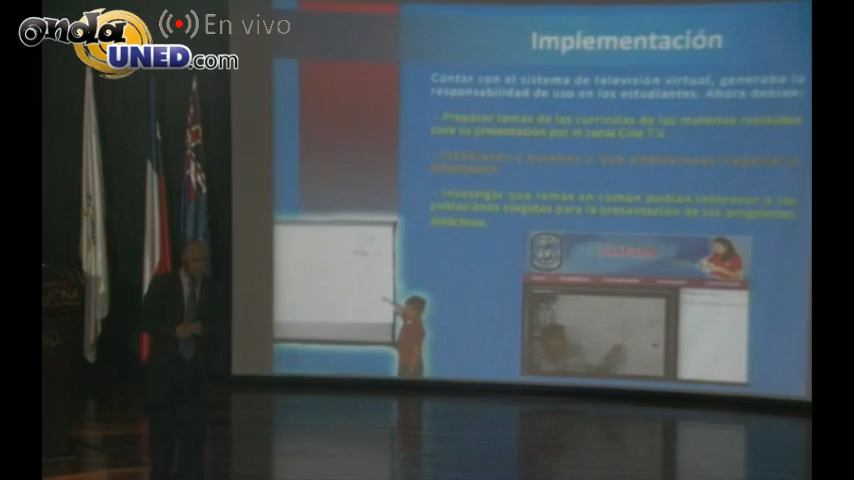 onda
UNED.com
En vivo
Implementación
Contar con el sistema de televisión virtual, generaba la
responsabilidad de uso en los estudiantes. Ahora debían:
- Preparar temas de las currículas de las materias recibidas
para su presentación por el canal Cole T.V.
- Investigar que temas en común podían interesar a las
poblaciones elegidas para la presentación de los programas